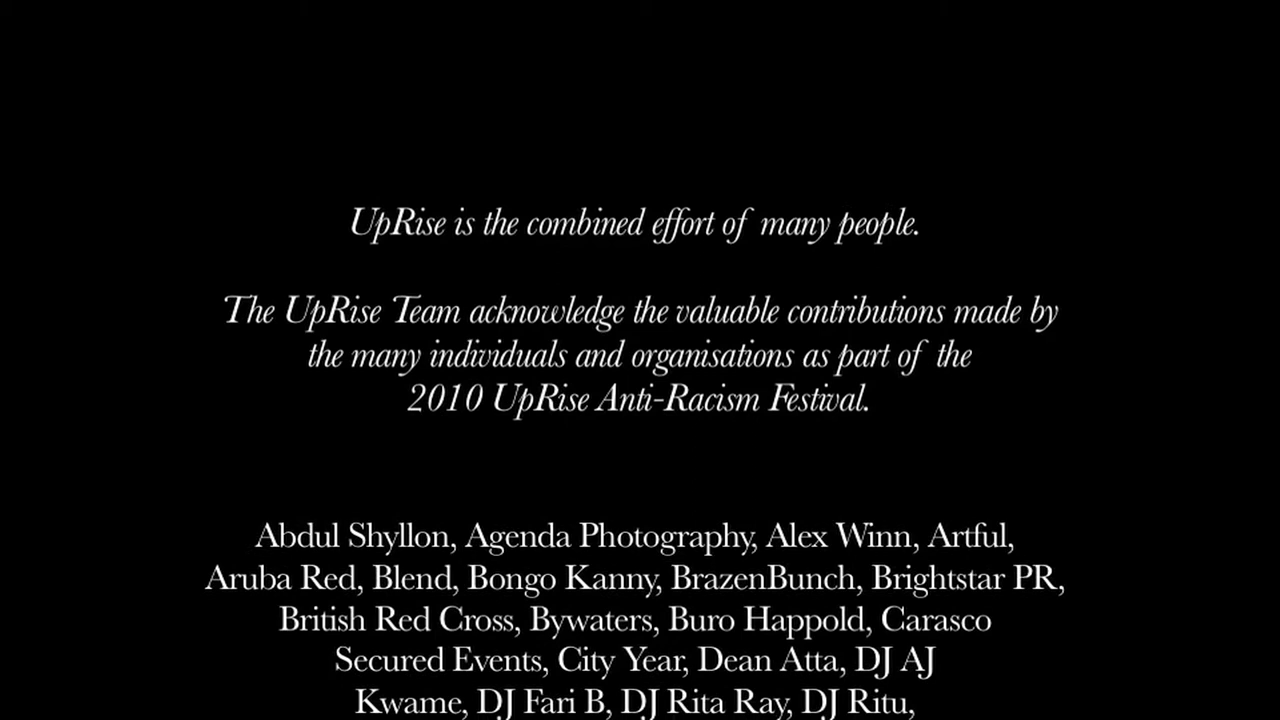 UpRise is the combined effort of many people.
The UpRise Team acknowledge the valuable contributions made by
the many individuals and organisations as part of the
2010 UpRise Anti-Racism Festival.
Abdul Shyllon, Agenda Photography, Alex Winn, Artful,
Aruba Red, Blend, Bongo Kanny, BrazenBunch, Brightstar PR,
British Red Cross, Bywaters, Buro Happold, Carasco
Secured Events, City Year, Dean Atta, DJ AJ
Kwame, DJ Fari B, DJ Rita Ray, DJ Ritu,